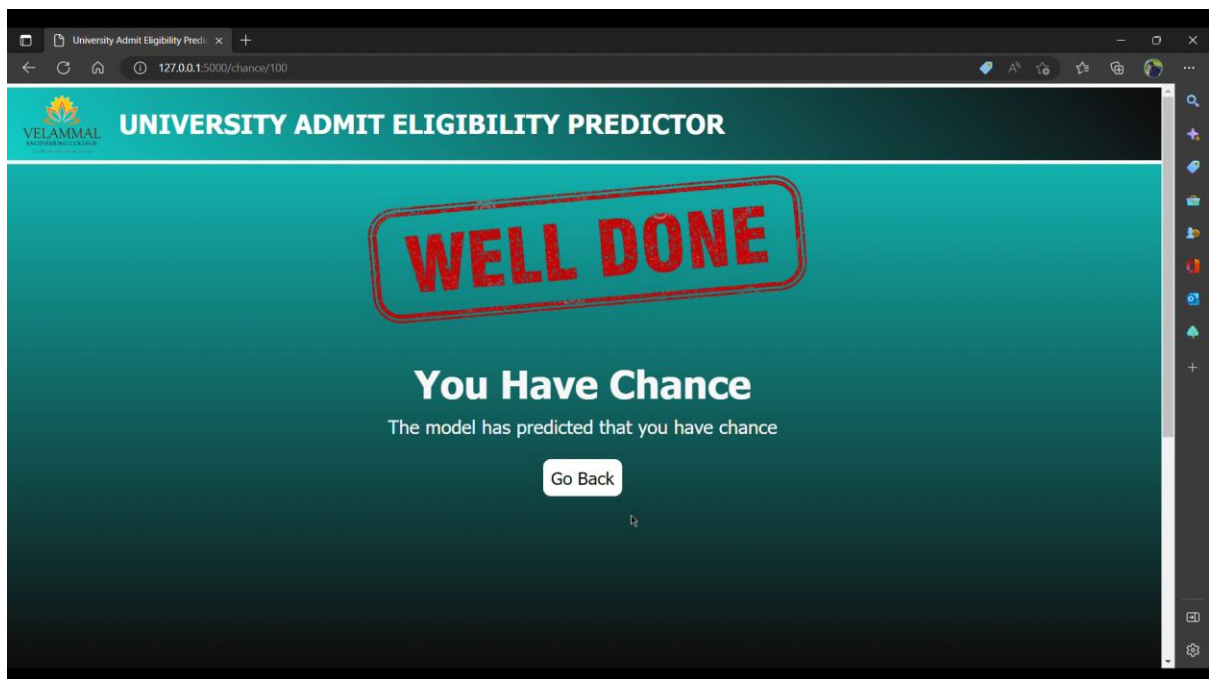 University Admit Eligibility Predic
127.0.0.1:5000/chance/100
VELAMMAL
ENGINEERING COLLEGE
UNIVERSITY ADMIT ELIGIBILITY PREDICTOR
WELL DONE
You Have Chance
The model has predicted that you have chance
Go Back